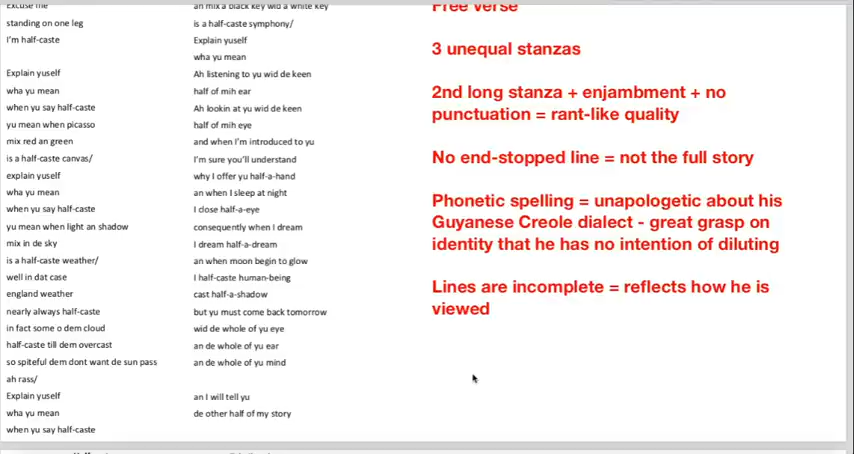 Excuse me
standing on one leg
I'm half-caste
Explain yuself
wha yu mean
when yu say half-caste
yu mean when picasso
mix red an green
is a half-caste canvas/
explain yuself
wha yu mean
when yu say half-caste
yu mean when light an shadow
mix in de sky
is a half-caste weather/
well in dat case
england weather
nearly always half-caste
in fact some o dem cloud
half-caste till dem overcast
so spiteful dem dont want de sun pass
ah rass/
Explain yuself
wha yu mean
when yu say half-caste
an mix a black key wid a white key
is a half-caste symphony/
Explain yuself
wha yu mean
Ah listening to yu wid de keen
half of mih ear
Ah lookin at yu wid de keen
half of mih eye
and when I'm introduced to yu
I'm sure you'll understand
why I offer yu half-a-hand
an when I sleep at night
I close half-a-eye
consequently when I dream
I dream half-a-dream
an when moon begin to glow
I half-caste human-being
cast half-a-shadow
but yu must come back tomorrow
wid de whole of yu eye
an de whole of yu ear
an de whole of yu mind
an I will tell yu
de other half of my story
Free verse
3 unequal stanzas
2nd long stanza + enjambment + no
punctuation = rant-like quality
No end-stopped line = not the full story
Phonetic spelling = unapologetic about his
Guyanese Creole dialect - great grasp on
identity that he has no intention of diluting
Lines are incomplete = reflects how he is
viewed